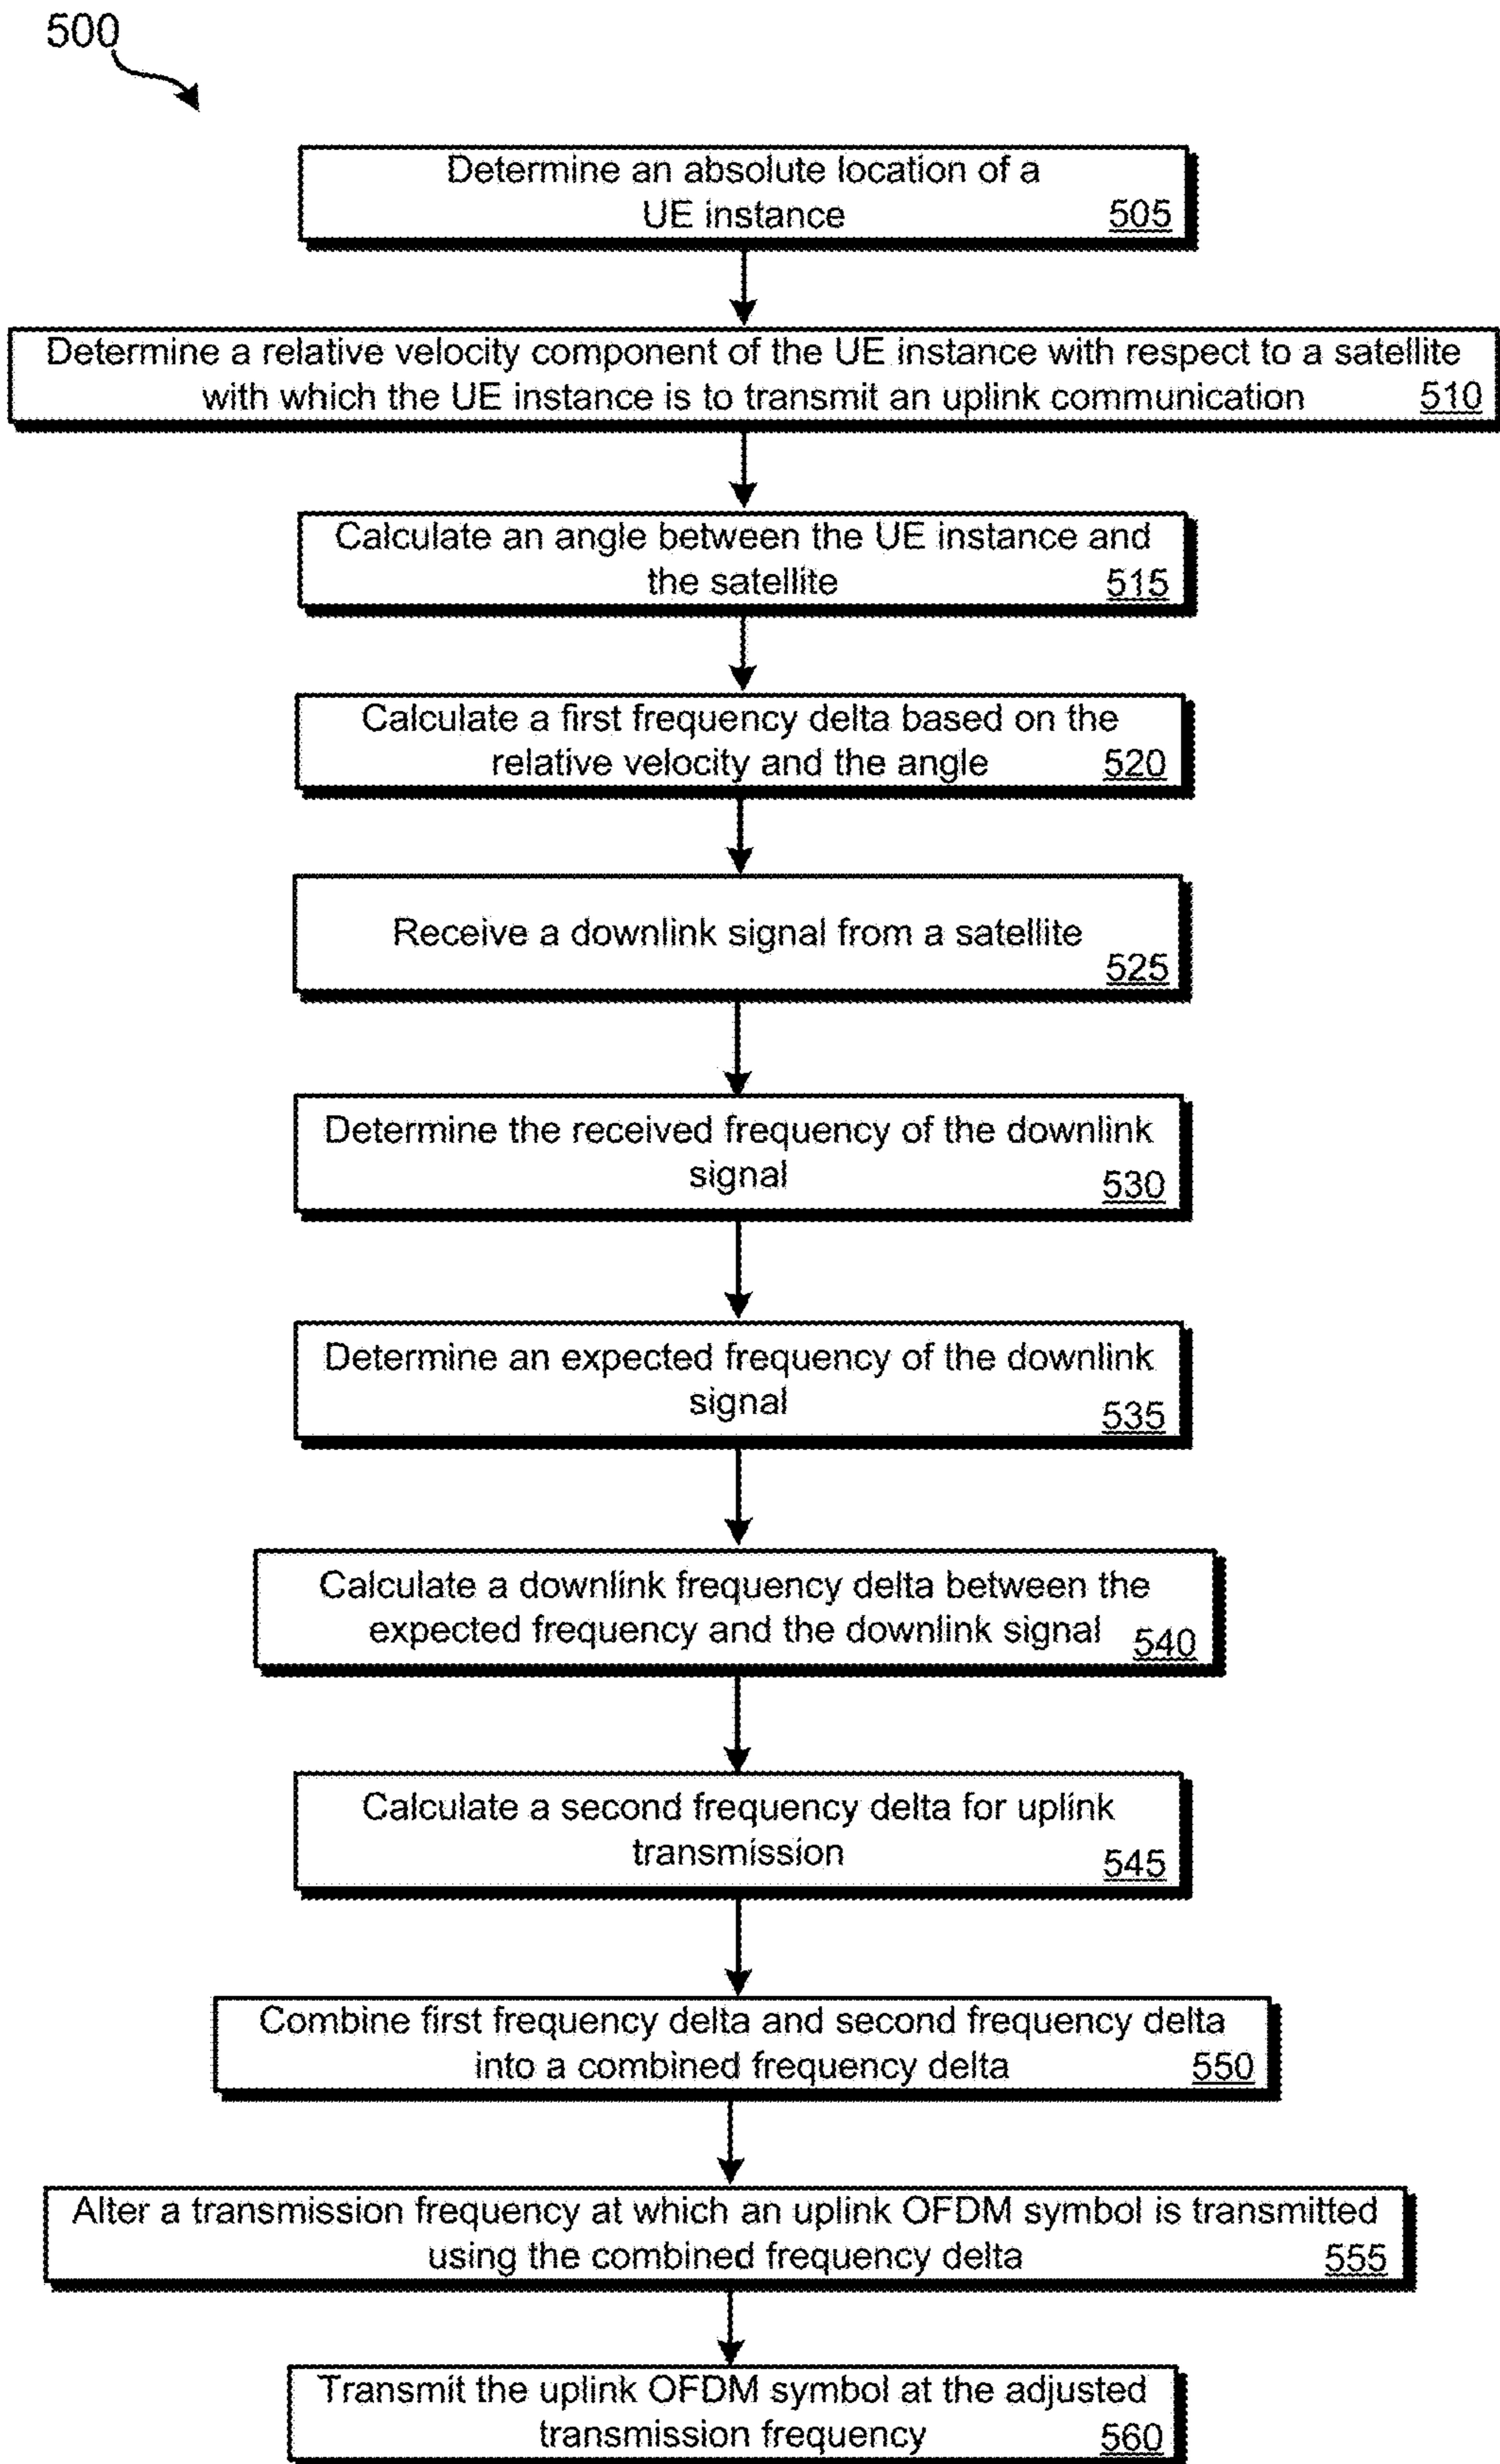 500
Determine an absolute location of a
UE instance 505
Determine a relative velocity component of the UE instance with respect to a satellite
with which the UE instance is to transmit an uplink communication 510
Calculate an angle between the UE instance and
the satellite 515
Calculate a first frequency delta based on the
relative velocity and the angle 520
Receive a downlink signal from a satellite
525
Determine the received frequency of the downlink
signal 530
Determine an expected frequency of the downlink
signal 535
Calculate a downlink frequency delta between the
expected frequency and the downlink signal 540
Calculate a second frequency delta for uplink
transmission 545
Combine first frequency delta and second frequency delta
into a combined frequency delta 550
Alter a transmission frequency at which an uplink OFDM symbol is transmitted
using the combined frequency delta 555
Transmit the uplink OFDM symbol at the adjusted
transmission frequency 560